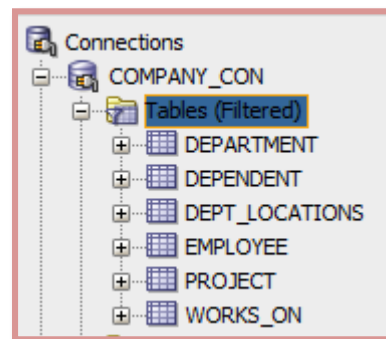 Connections
COMPANY_CON
Tables (Filtered)
DEPARTMENT
DEPENDENT
DEPT_LOCATIONS
EMPLOYEE
PROJECT
WORKS_ON